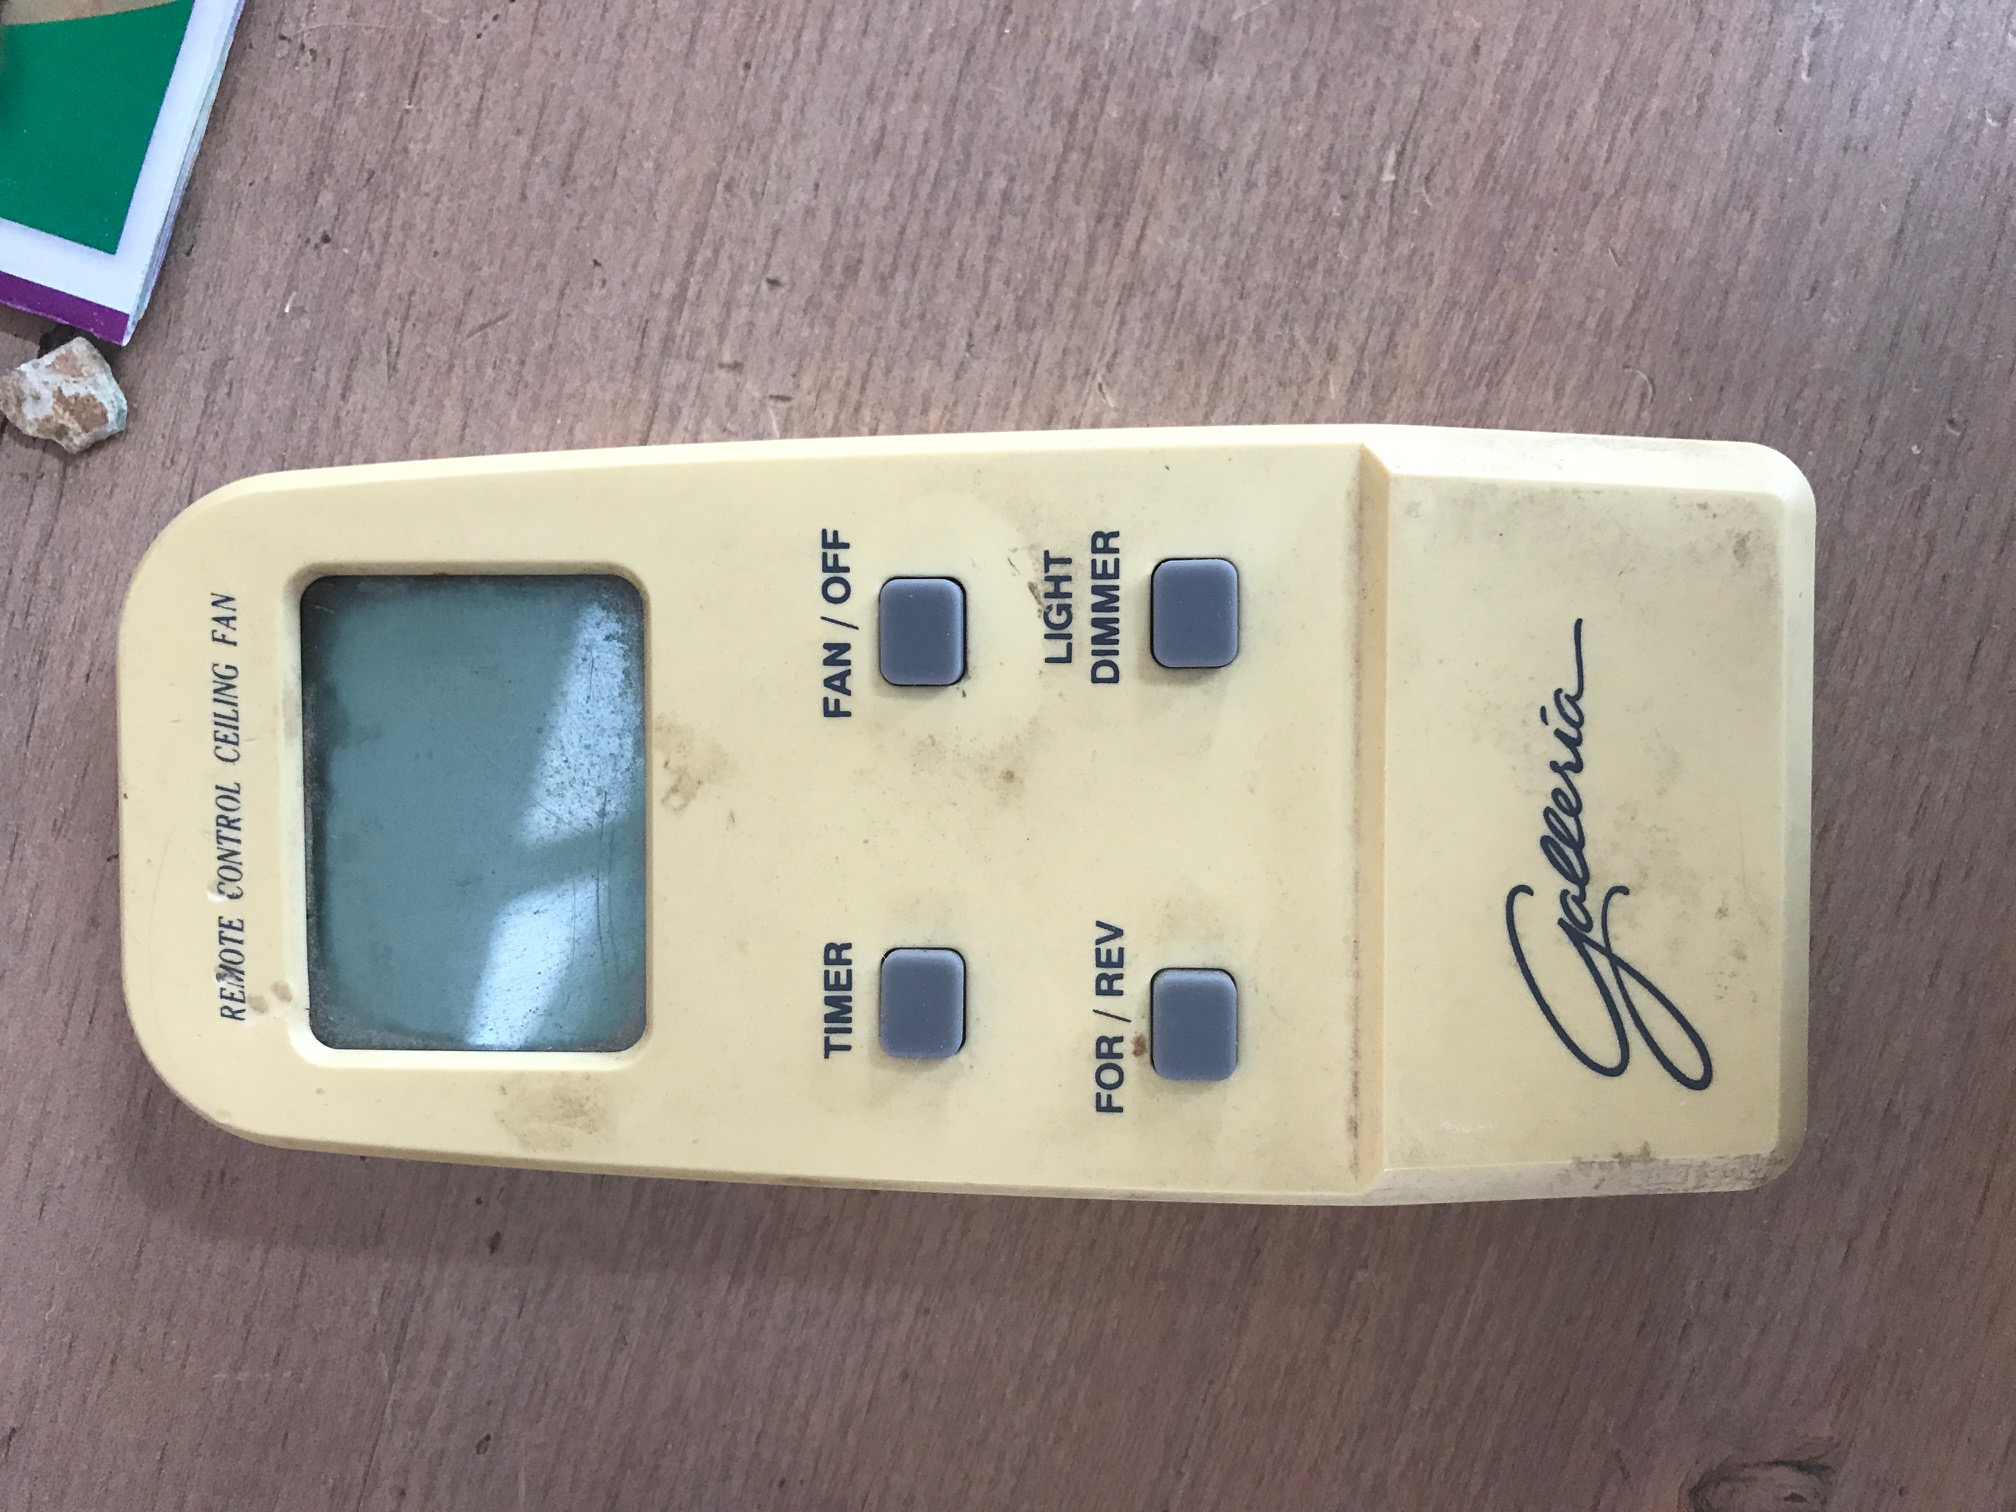 REMOTE CONTROL CEILING FAN
TIMER
FAN / OFF
FOR / REV
LIGHT
DIMMER
Galleria